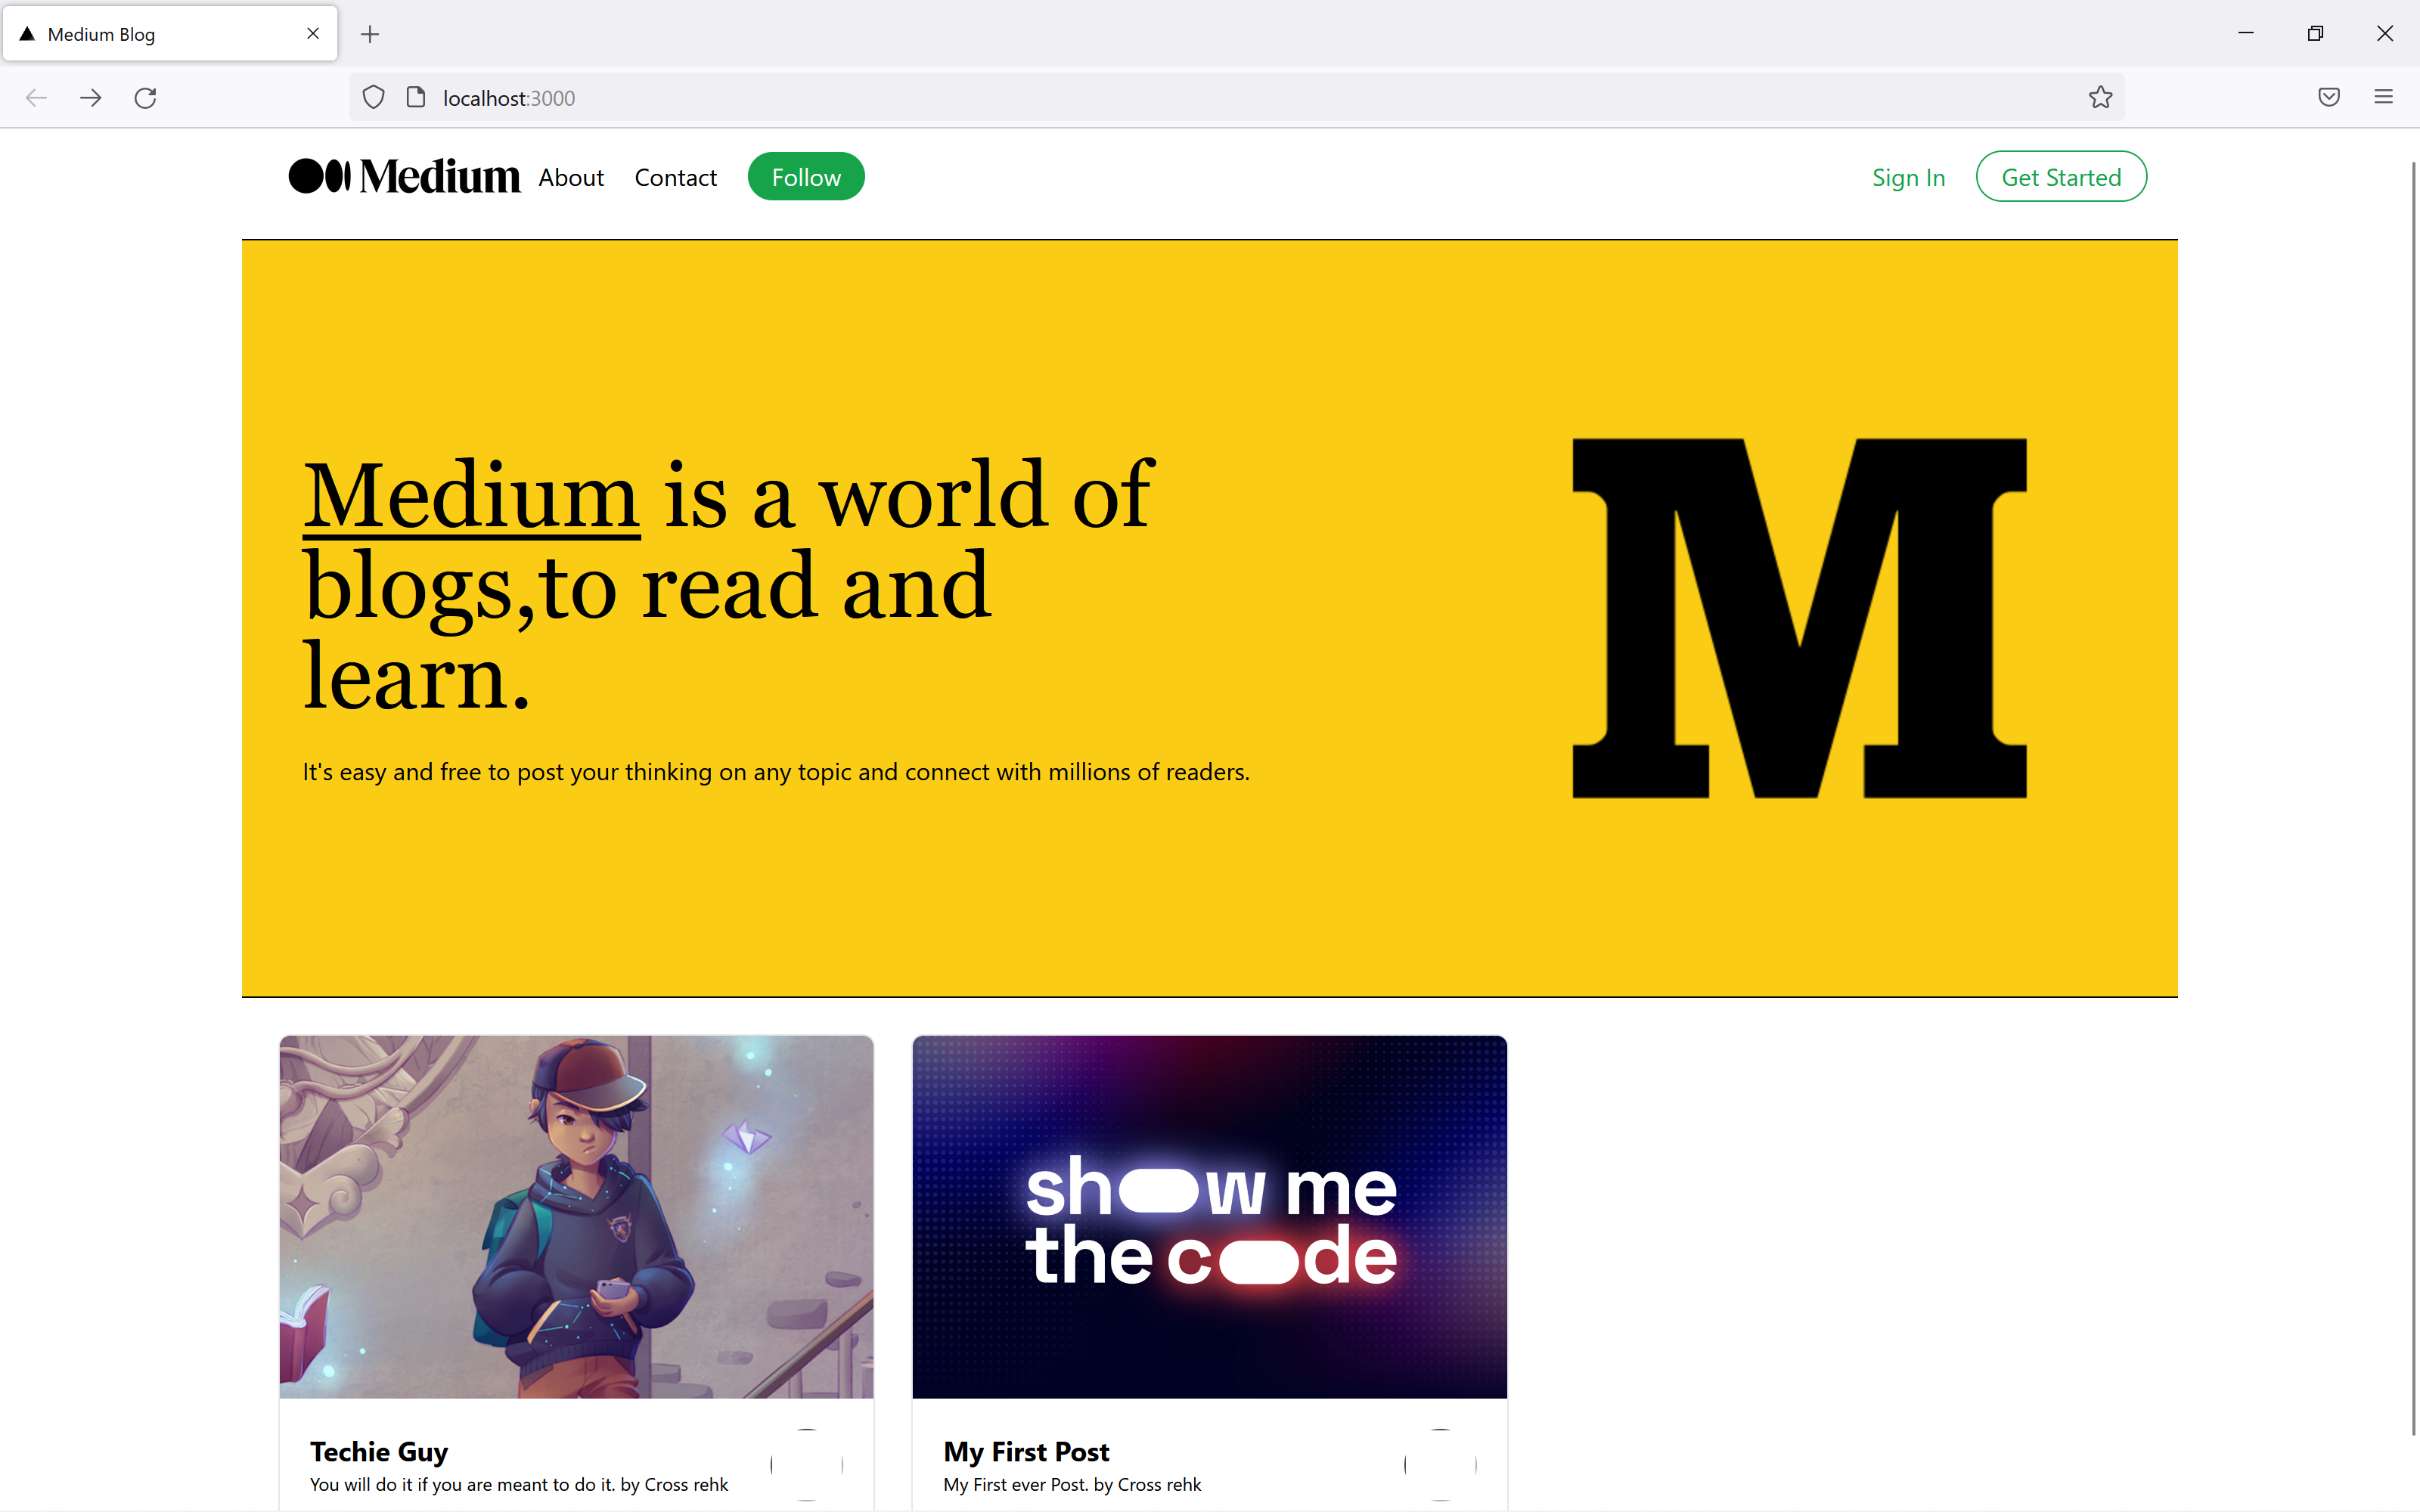 Medium Blog
localhost:3000
Medium About Contact Follow Sign In Get Started
Medium is a world of
blogs,to read and
learn.
M
It's easy and free to post your thinking on any topic and connect with millions of readers.
show me
the code
Techie Guy
You will do it if you are meant to do it. by Cross rehk
My First Post
My First ever Post. by Cross rehk